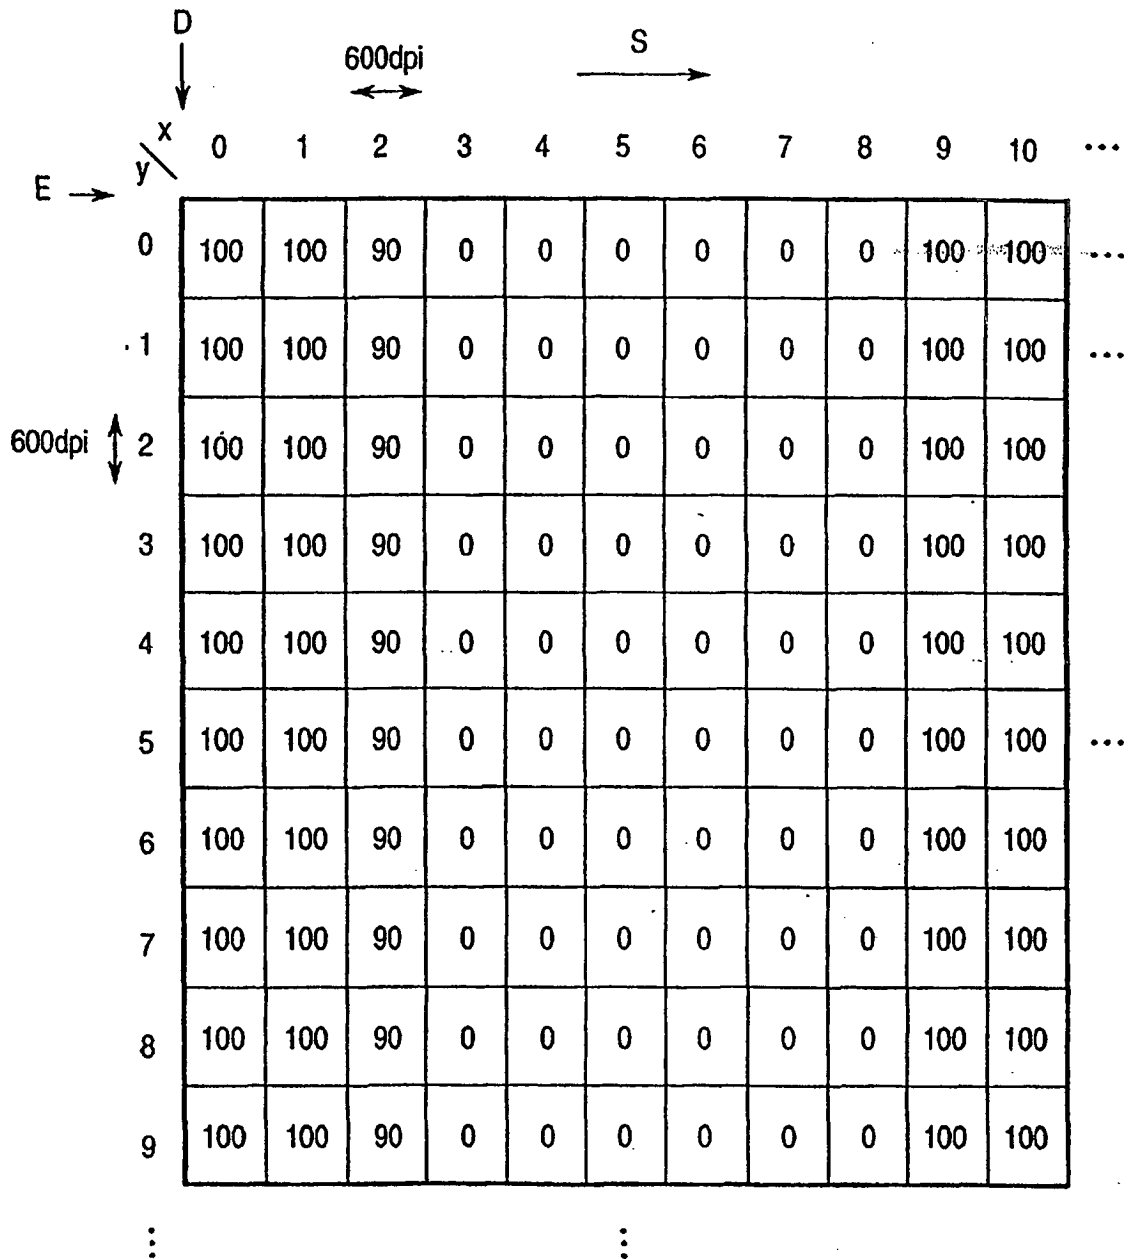 D
600dpi S
x
y 0 1 2 3 4 5 6 7 8 9 10 ...
E
0 100 100 90 0 0 0 0 0 0 100 100 ...
1 100 100 90 0 0 0 0 0 0 100 100 ...
600dpi 2 100 100 90 0 0 0 0 0 0 100 100
3 100 100 90 0 0 0 0 0 0 100 100
4 100 100 90 0 0 0 0 0 0 100 100
5 100 100 90 0 0 0 0 0 0 100 100 ...
6 100 100 90 0 0 0 0 0 0 100 100
7 100 100 90 0 0 0 0 0 0 100 100
8 100 100 90 0 0 0 0 0 0 100 100
9 100 100 90 0 0 0 0 0 0 100 100
⋮ ⋮